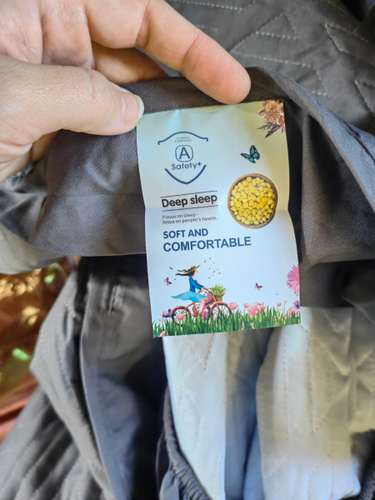 A
Safety+
Deep sleep
Focus on sleep ·
focus on people's health.
SOFT AND
COMFORTABLE